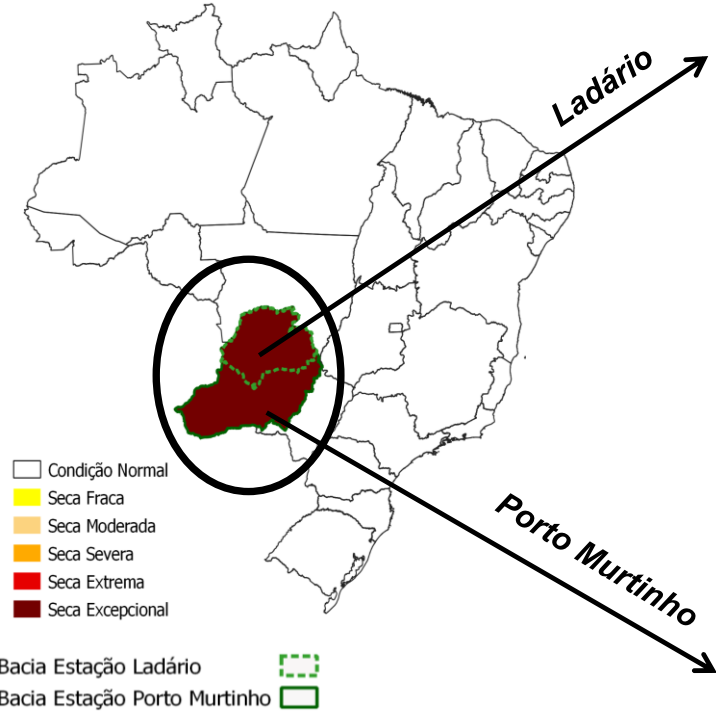 Ladário
Porto Murtinho
Condição Normal
Seca Fraca
Seca Moderada
Seca Severa
Seca Extrema
Seca Excepcional
Bacia Estação Ladário
Bacia Estação Porto Murtinho